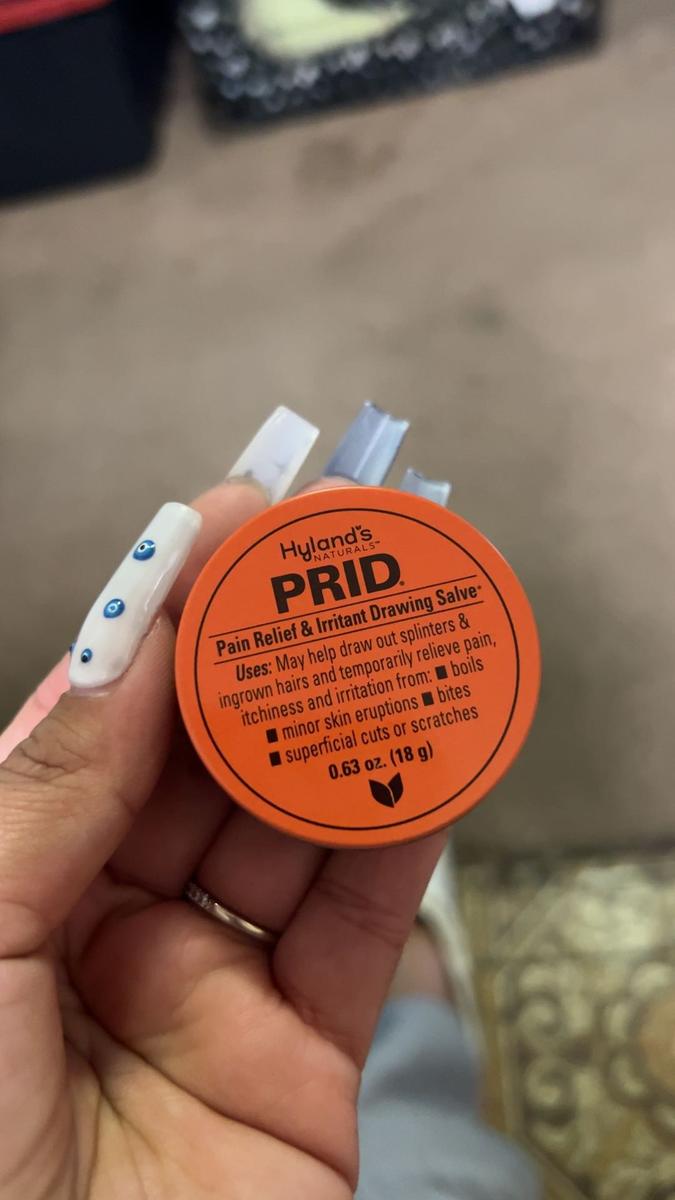 Hyland's
NATURALS™
PRID®
Pain Relief & Irritant Drawing Salve*
Uses: May help draw out splinters &
ingrown hairs and temporarily relieve pain,
itchiness and irritation from: ■ boils
■ minor skin eruptions ■ bites
■ superficial cuts or scratches
0.63 oz. (18 g)